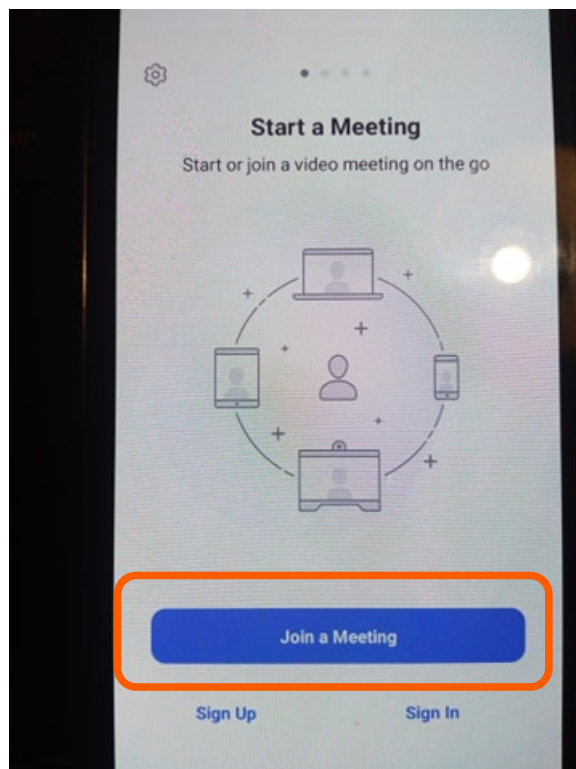 Start a Meeting
Start or join a video meeting on the go
Join a Meeting
Sign Up
Sign In